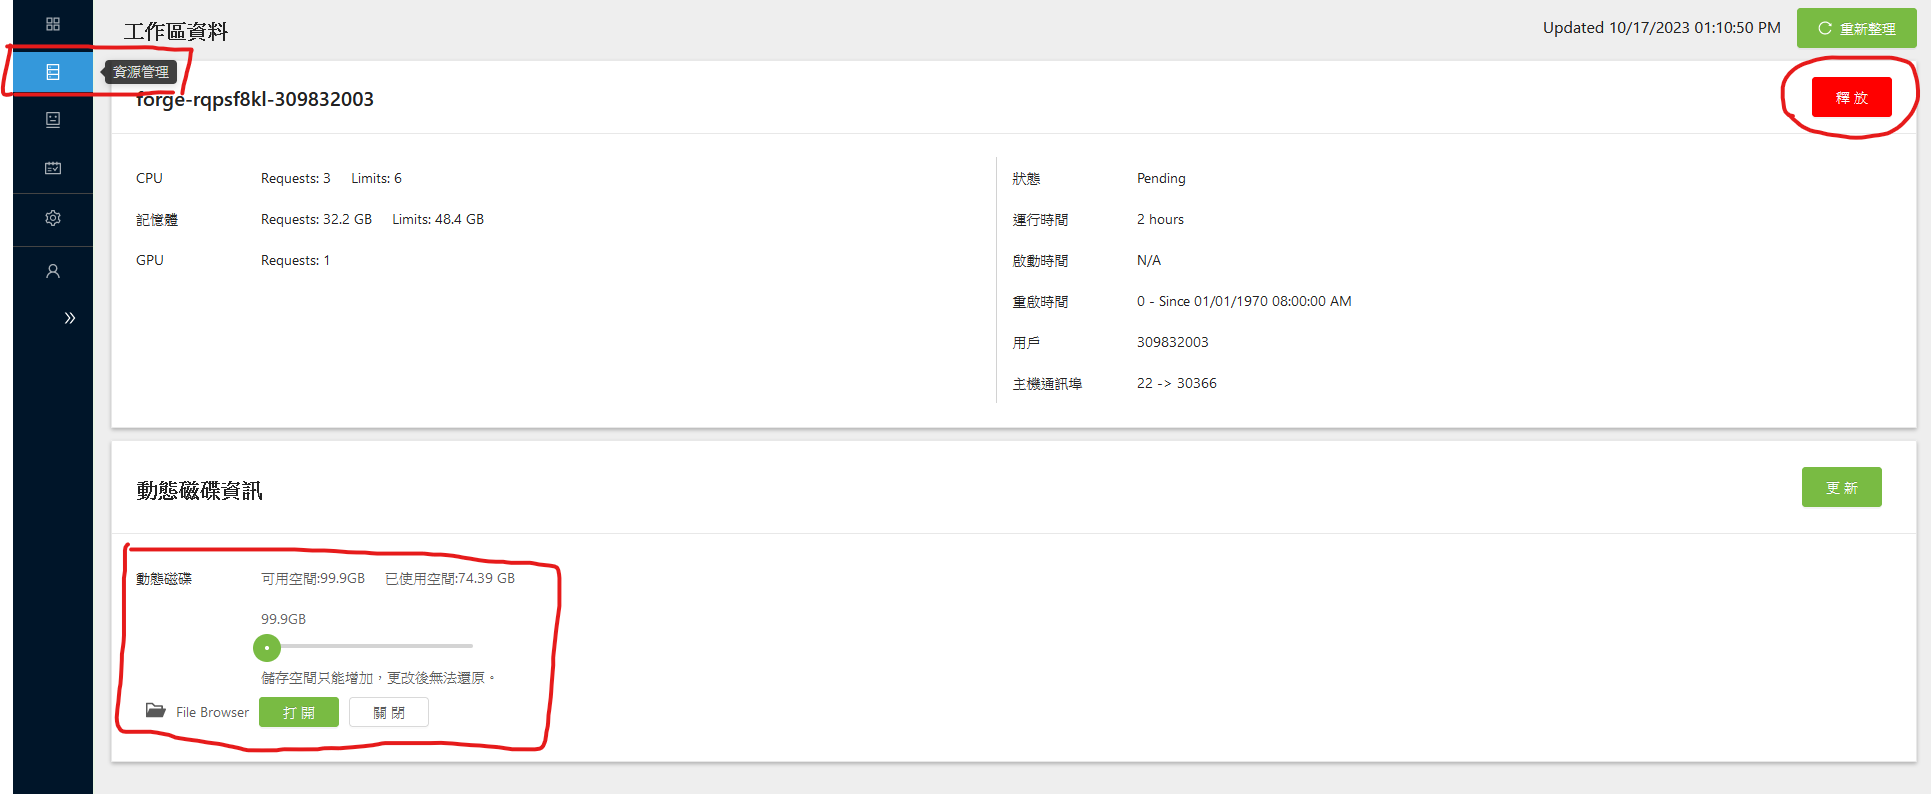 工作區資料
Updated 10/17/2023 01:10:50 PM
重新整理
資源管理
forge-rqpsf8kl-309832003
釋 放
CPU Requests: 3 Limits: 6
記憶體 Requests: 32.2 GB Limits: 48.4 GB
GPU Requests: 1
狀態 Pending
運行時間 2 hours
啟動時間 N/A
重啟時間 0 - Since 01/01/1970 08:00:00 AM
用戶 309832003
主機通訊埠 22 -> 30366
動態磁碟資訊
更 新
動態磁碟 可用空間:99.9GB 已使用空間:74.39 GB
99.9GB
儲存空間只能增加，更改後無法還原。
File Browser 打 開 關 閉